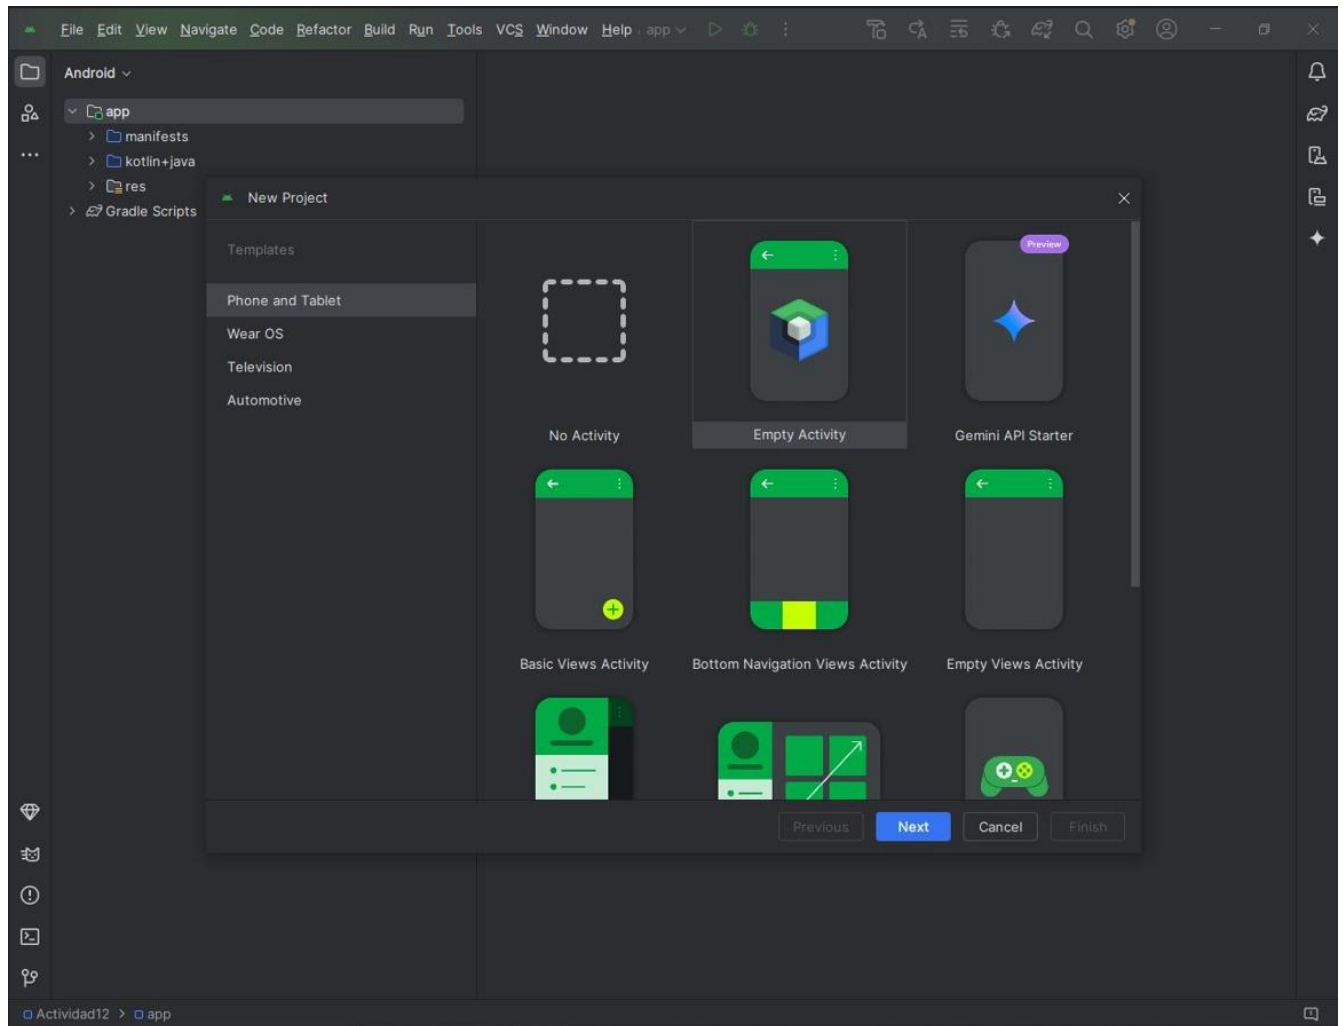 File Edit View Navigate Code Refactor Build Run Tools VCS Window Help app
Android
app
manifests
kotlin+java
res
Gradle Scripts
New Project
Templates
Phone and Tablet
Wear OS
Television
Automotive
Preview
No Activity
Empty Activity
Gemini API Starter
Basic Views Activity
Bottom Navigation Views Activity
Empty Views Activity
Previous
Next
Cancel
Finish
Actividad12 > app